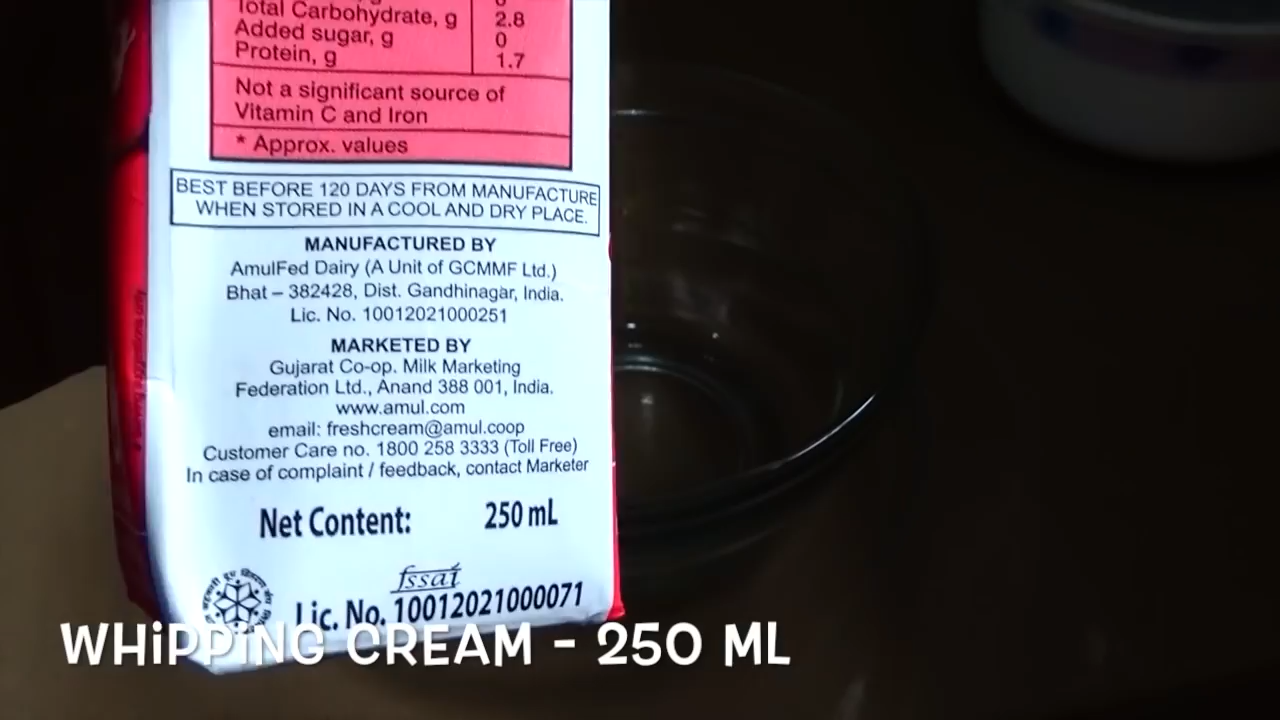 Total Carbohydrate, g 2.8
Added sugar, g 0
Protein, g 1.7
Not a significant source of
Vitamin C and Iron
* Approx. values
BEST BEFORE 120 DAYS FROM MANUFACTURE
WHEN STORED IN A COOL AND DRY PLACE.
MANUFACTURED BY
AmulFed Dairy (A Unit of GCMMF Ltd.)
Bhat – 382428, Dist. Gandhinagar, India.
Lic. No. 10012021000251
MARKETED BY
Gujarat Co-op. Milk Marketing
Federation Ltd., Anand 388 001, India.
www.amul.com
email: freshcream@amul.coop
Customer Care no. 1800 258 3333 (Toll Free)
In case of complaint / feedback, contact Marketer
Net Content: 250 mL
fssai
Lic. No. 10012021000071
WHiPPiNG CREAM - 250 ML